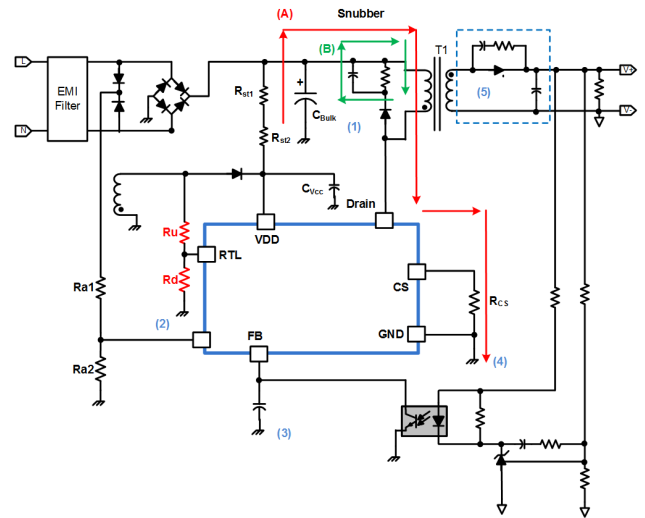 (A)
Snubber
L
EMI
Filter
N
(B)
T1
V+
V-
Rst1
Rst2
+
CBulk
(1)
(5)
CVcc
Drain
VDD
Ru
RTL
Rd
Ra1
(2)
Ra2
CS
RCS
GND
FB
(4)
(3)